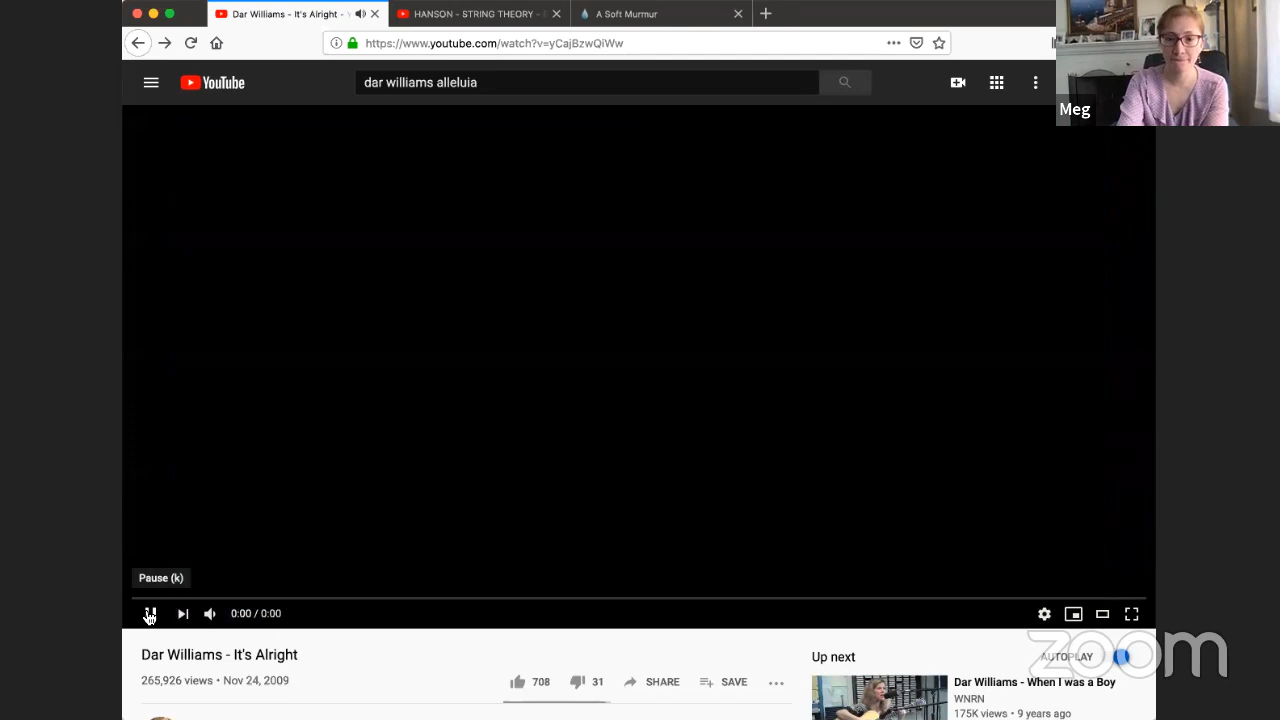 Dar Williams - It's Alright -
HANSON - STRING THEORY -
A Soft Murmur
https://www.youtube.com/watch?v=yCajBzwQiWw
YouTube
dar williams alleluia
Meg
Pause (k)
0:00 / 0:00
Dar Williams - It's Alright
265,926 views • Nov 24, 2009
708
31
SHARE
SAVE
Up next
AUTOPLAY
zoom
Dar Williams - When I was a Boy
WNRN
175K views • 9 years ago